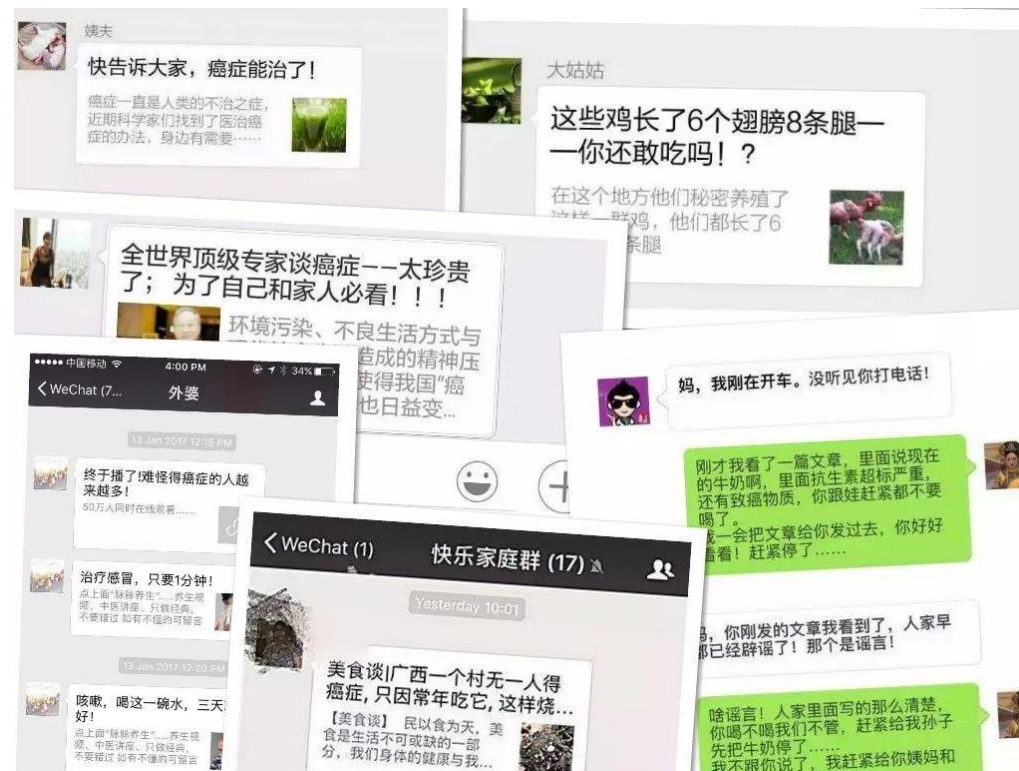 姨夫
快告诉大家，癌症能治了！
癌症一直是人类的不治之症，
近期科学家们找到了医治癌
症的办法，身边有需要……
大姑姑
这些鸡长了6个翅膀8条腿—
—你还敢吃吗！?
在这个地方他们秘密养殖了
这样一群鸡，他们都长了6
条腿
全世界顶级专家谈癌症——太珍贵
了； 为了自己和家人必看！！！
环境污染、不良生活方式与
造成的精神压
使得我国“癌
也日益变...
中国移动
4:00 PM
34%
WeChat (7...
外婆
13 Jan 2017 12:16 PM
终于播了!难怪得癌症的人越
来越多!
50万人同时在线观看……
治疗感冒，只要1分钟!
点上面“脉脉养生”....养生视
频、中医讲座、只做经典，
不要错过 如有不懂的可留言
13 Jan 2017 12:20 PM
咳嗽，喝这一碗水，三天
好!
点上面“脉脉养生”....养生视
频、中医讲座、只做经典，
不要错过 如有不懂的可留言
WeChat (1)
快乐家庭群 (17)
Yesterday 10:01
美食谈|广西一个村无一人得
癌症, 只因常年吃它, 这样烧...
【美食谈】 民以食为天，美
食是生活不可或缺的一部
分，我们身体的健康与我...
妈，我刚在开车。没听见你打电话！
刚才我看了一篇文章，里面说现在
的牛奶啊，里面抗生素超标严重，
还有致癌物质，你跟娃赶紧都不要
喝了。
我一会把文章给你发过去，你好好
看看！赶紧停了……
妈，你刚发的文章我看到了，人家早
都已经辟谣了！那个是谣言！
啥谣言！人家里面写的那么清楚，
你喝不喝我们不管，赶紧给我孙子
先把牛奶停了……
我不跟你说了，我赶紧给你姨妈和